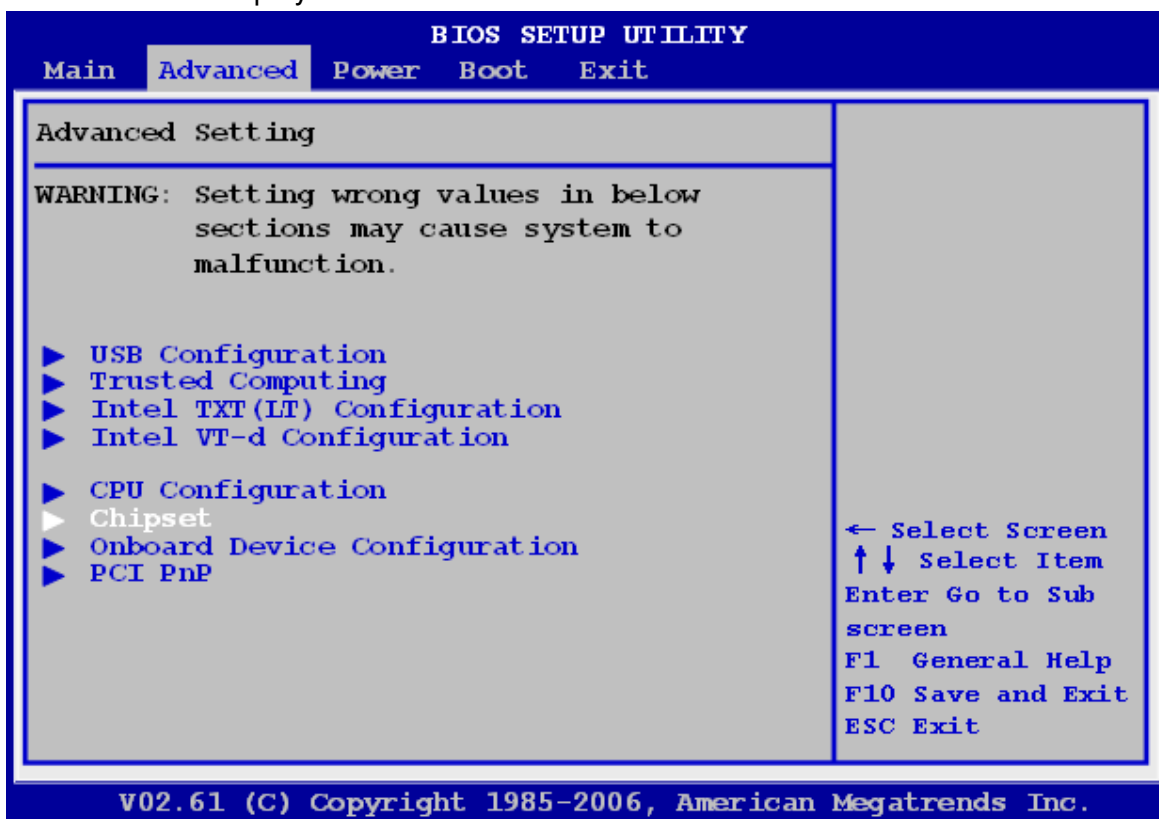 BIOS SETUP UTILITY
Main Advanced Power Boot Exit
Advanced Setting
WARNING: Setting wrong values in below
sections may cause system to
malfunction.
▶ USB Configuration
▶ Trusted Computing
▶ Intel TXT(LT) Configuration
▶ Intel VT-d Configuration
▶ CPU Configuration
▶ Chipset
▶ Onboard Device Configuration
▶ PCI PnP
← Select Screen
↑↓ Select Item
Enter Go to Sub
screen
F1 General Help
F10 Save and Exit
ESC Exit
V02.61 (C) Copyright 1985-2006, American Megatrends Inc.